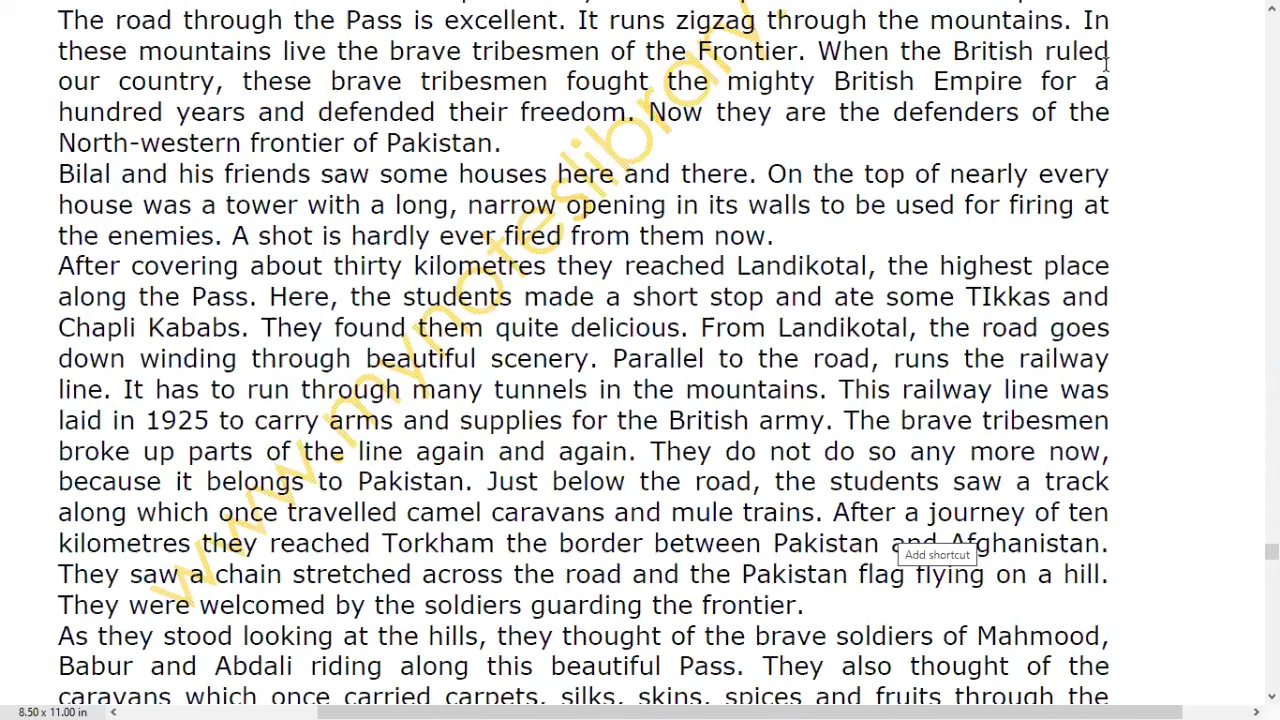 The road through the Pass is excellent. It runs zigzag through the mountains. In
these mountains live the brave tribesmen of the Frontier. When the British ruled
our country, these brave tribesmen fought the mighty British Empire for a
hundred years and defended their freedom. Now they are the defenders of the
North-western frontier of Pakistan.
Bilal and his friends saw some houses here and there. On the top of nearly every
house was a tower with a long, narrow opening in its walls to be used for firing at
the enemies. A shot is hardly ever fired from them now.
After covering about thirty kilometres they reached Landikotal, the highest place
along the Pass. Here, the students made a short stop and ate some TIkkas and
Chapli Kababs. They found them quite delicious. From Landikotal, the road goes
down winding through beautiful scenery. Parallel to the road, runs the railway
line. It has to run through many tunnels in the mountains. This railway line was
laid in 1925 to carry arms and supplies for the British army. The brave tribesmen
broke up parts of the line again and again. They do not do so any more now,
because it belongs to Pakistan. Just below the road, the students saw a track
along which once travelled camel caravans and mule trains. After a journey of ten
kilometres they reached Torkham the border between Pakistan and Afghanistan.
Add shortcut
They saw a chain stretched across the road and the Pakistan flag flying on a hill.
They were welcomed by the soldiers guarding the frontier.
As they stood looking at the hills, they thought of the brave soldiers of Mahmood,
Babur and Abdali riding along this beautiful Pass. They also thought of the
caravans which once carried carpets, silks, skins, spices and fruits through the
www.mynoteslibrary.
8.50 x 11.00 in